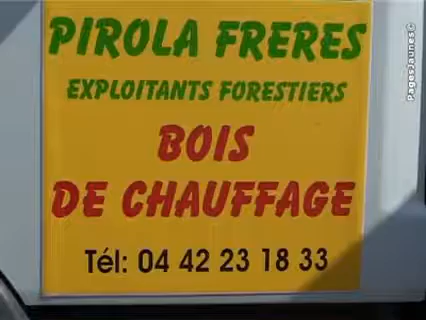 PIROLA FRERES
EXPLOITANTS FORESTIERS
BOIS
DE CHAUFFAGE
Tél: 04 42 23 18 33
PagesJaunes©